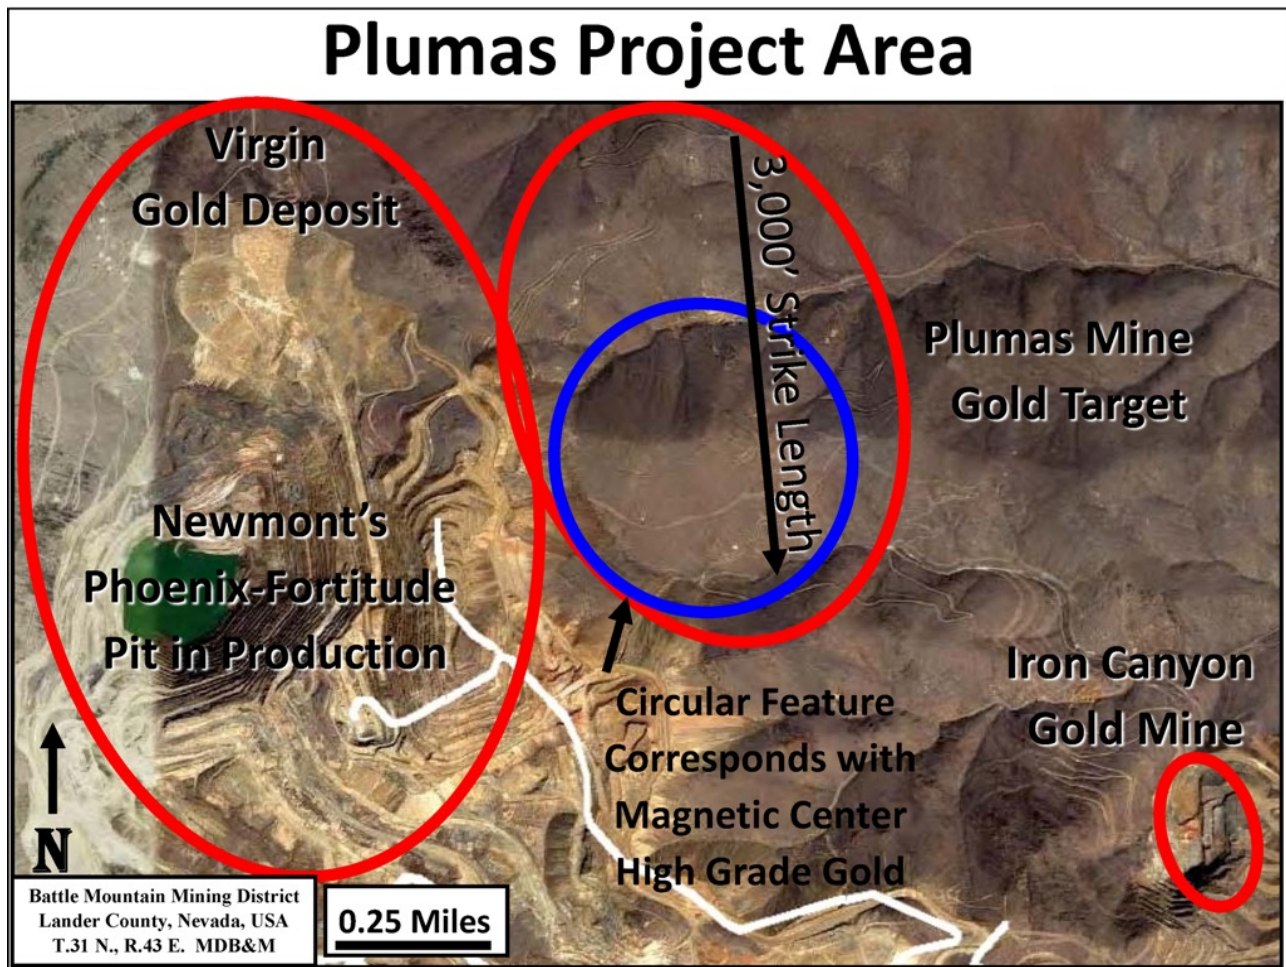 Plumas Project Area
Virgin
Gold Deposit
3,000’ Strike Length
Plumas Mine
Gold Target
Newmont’s
Phoenix-Fortitude
Pit in Production
Iron Canyon
Gold Mine
Circular Feature
Corresponds with
Magnetic Center
High Grade Gold
N
Battle Mountain Mining District
Lander County, Nevada, USA
T.31 N., R.43 E. MDB&M
0.25 Miles